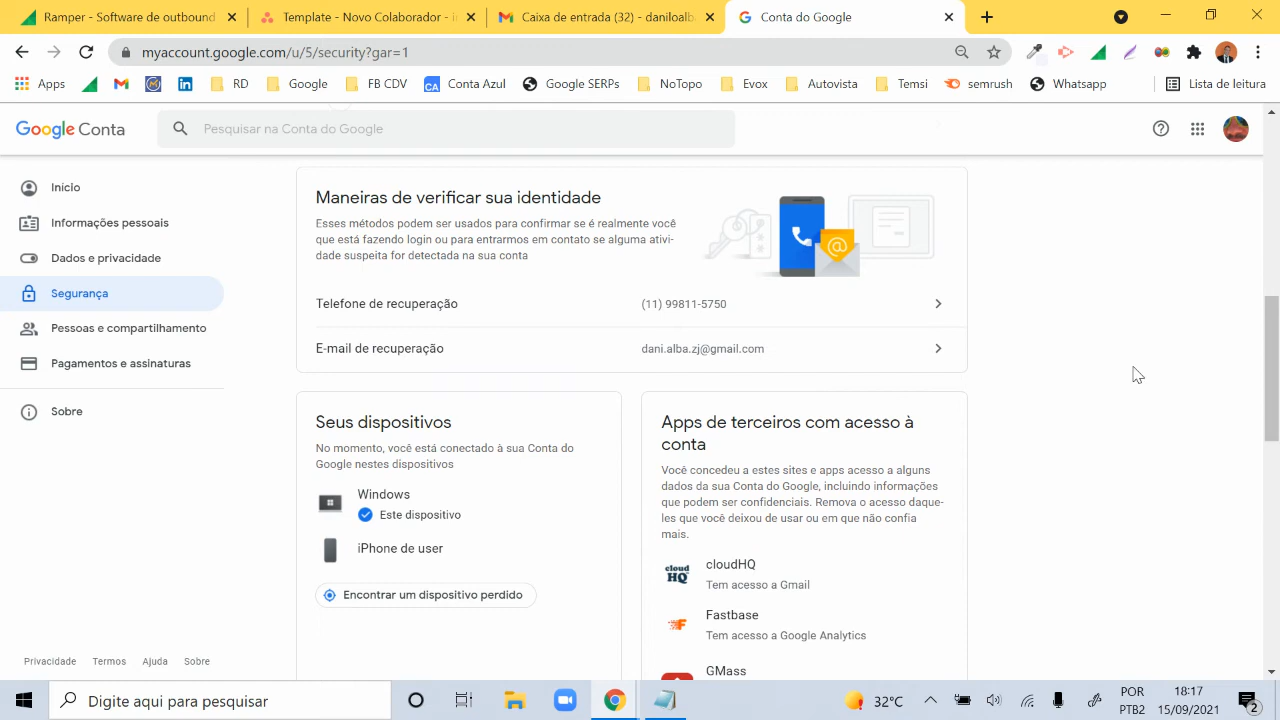 Ramper - Software de outbound
Template - Novo Colaborador - i
Caixa de entrada (32) - daniloalb
Conta do Google
myaccount.google.com/u/5/security?gar=1
Apps
RD
Google
FB CDV
CA
Conta Azul
Google SERPs
NoTopo
Evox
Autovista
Temsi
semrush
Whatsapp
Lista de leitura
Google Conta
Pesquisar na Conta do Google
Início
Informações pessoais
Dados e privacidade
Segurança
Pessoas e compartilhamento
Pagamentos e assinaturas
Sobre
Maneiras de verificar sua identidade
Esses métodos podem ser usados para confirmar se é realmente você
que está fazendo login ou para entrarmos em contato se alguma ativi-
dade suspeita for detectada na sua conta
Telefone de recuperação
(11) 99811-5750
E-mail de recuperação
dani.alba.zj@gmail.com
Seus dispositivos
No momento, você está conectado à sua Conta do
Google nestes dispositivos
Windows
Este dispositivo
iPhone de user
Encontrar um dispositivo perdido
Apps de terceiros com acesso à
conta
Você concedeu a estes sites e apps acesso a alguns
dados da sua Conta do Google, incluindo informações
que podem ser confidenciais. Remova o acesso daque-
les que você deixou de usar ou em que não confia
mais.
cloud
HQ
cloudHQ
Tem acesso a Gmail
Fastbase
Tem acesso a Google Analytics
GMass
Privacidade
Termos
Ajuda
Sobre
Digite aqui para pesquisar
32°C
POR
PTB2
18:17
15/09/2021
2